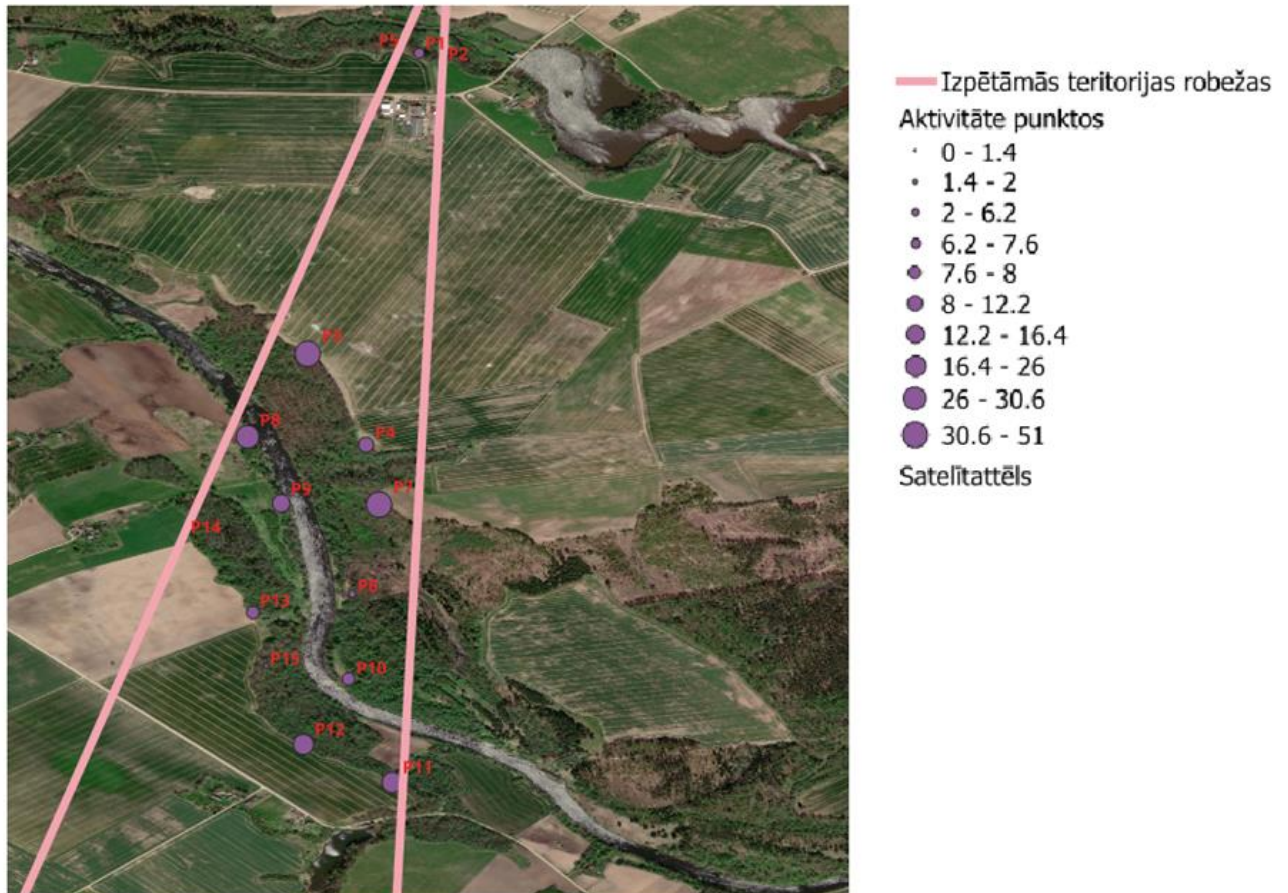 P5
P1
P2
P3
P8
P4
P9
P1
P14
P13
P15
P10
P12
P11
Izpētāmās teritorijas robežas
Aktivitāte punktos
0 - 1.4
1.4 - 2
2 - 6.2
6.2 - 7.6
7.6 - 8
8 - 12.2
12.2 - 16.4
16.4 - 26
26 - 30.6
30.6 - 51
Satelītattēls